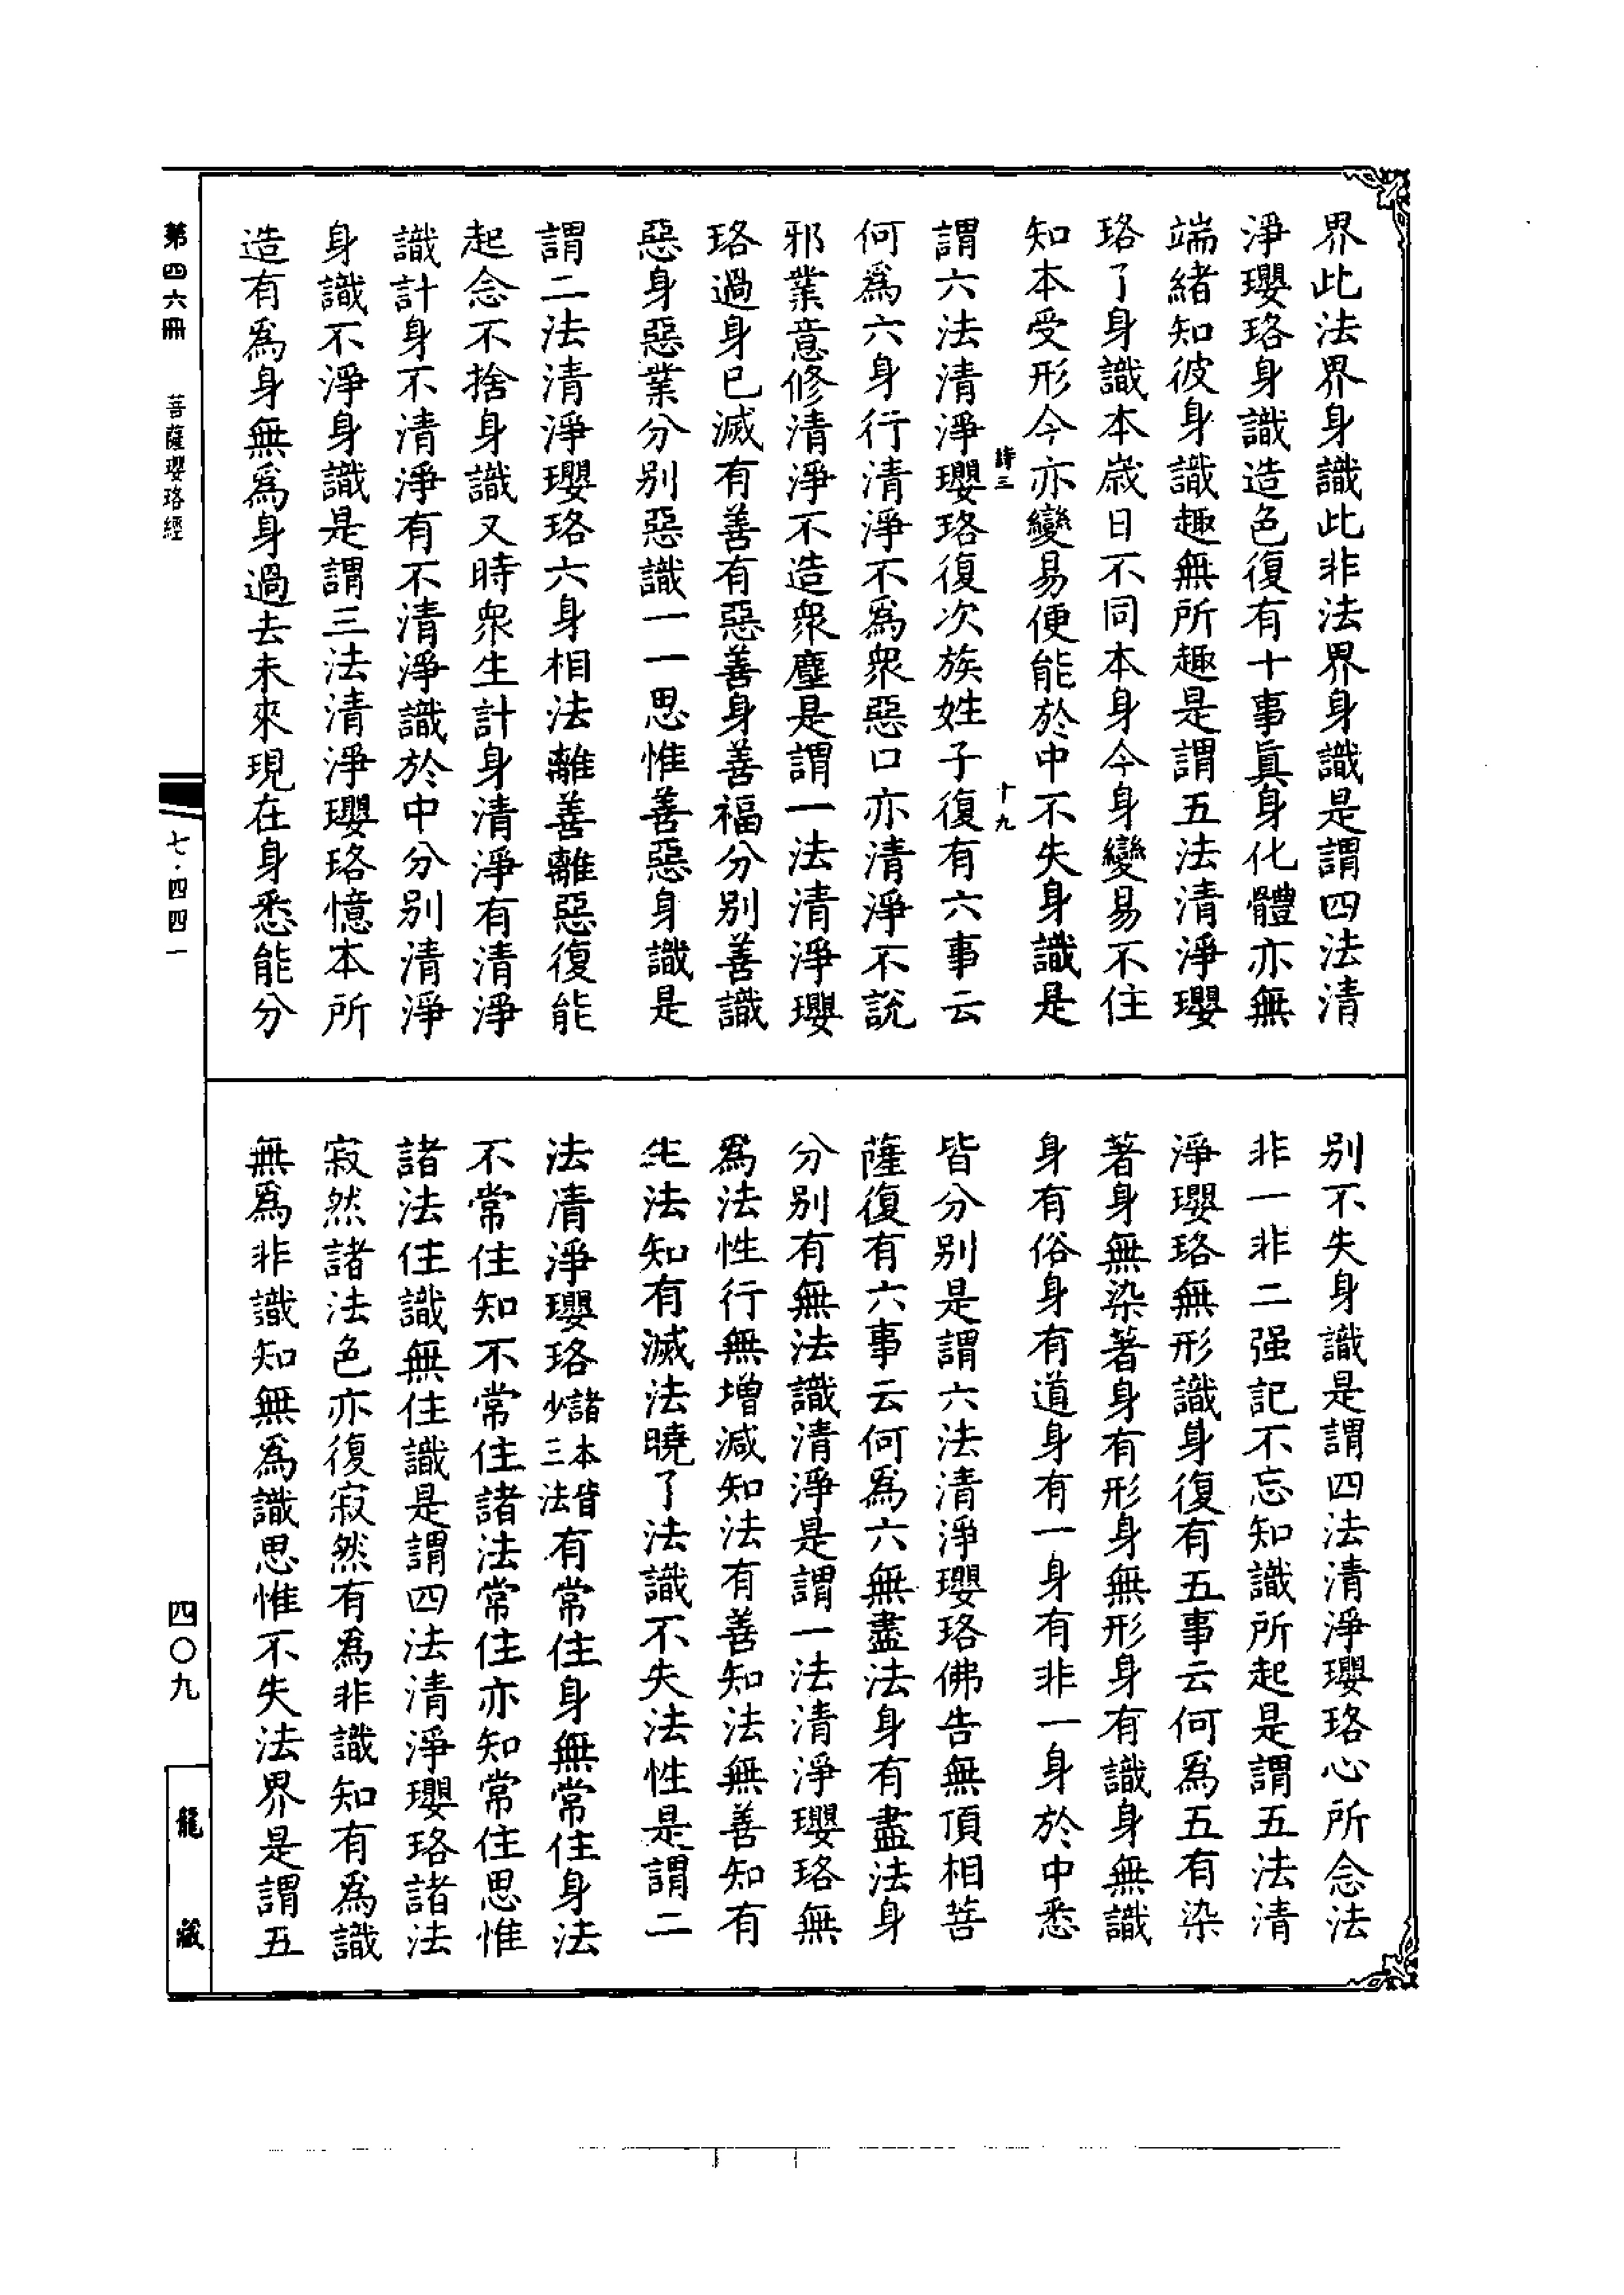 界此法界身識此非法界身識是謂四法清
淨瓔珞身識造色復有十事眞身化體亦無
端緒知彼身識趣無所趣是謂五法清淨瓔
珞了身識本歲日不同本身今身變易不住
知本受形今亦變易便能於中不失身識是
詩三
十九
謂六法清淨瓔珞復次族姓子復有六事云
何爲六身行清淨不爲衆惡口亦清淨不說
邪業意修清淨不造衆塵是謂一法清淨瓔
珞過身已滅有善有惡善身善福分別善識
惡身惡業分別惡識一一思惟善惡身識是
謂二法清淨瓔珞六身相法離善離惡復能
起念不捨身識又時衆生計身清淨有清淨
識計身不清淨有不清淨識於中分別清淨
身識不淨身識是謂三法清淨瓔珞憶本所
造有爲身無爲身過去未來現在身悉能分
別不失身識是謂四法清淨瓔珞心所念法
非一非二强記不忘知識所起是謂五法清
淨瓔珞無形識身復有五事云何爲五有染
著身無染著身有形身無形身有識身無識
身有俗身有道身有一身有非一身於中悉
皆分別是謂六法清淨瓔珞佛告無頂相菩
薩復有六事云何爲六無盡法身有盡法身
分別有無法識清淨是謂一法清淨瓔珞無
爲法性行無增減知法有善知法無善知有
生法知有滅法曉了法識不失法性是謂二
法清淨瓔珞諸本皆少三法有常住身無常住身法
不常住知不常住諸法常住亦知常住思惟
諸法住識無住識是謂四法清淨瓔珞諸法
寂然諸法色亦復寂然有爲非識知有爲識
無爲非識知無爲識思惟不失法界是謂五
第四六冊
菩薩瓔珞經
七·四四一
四〇九
龍藏